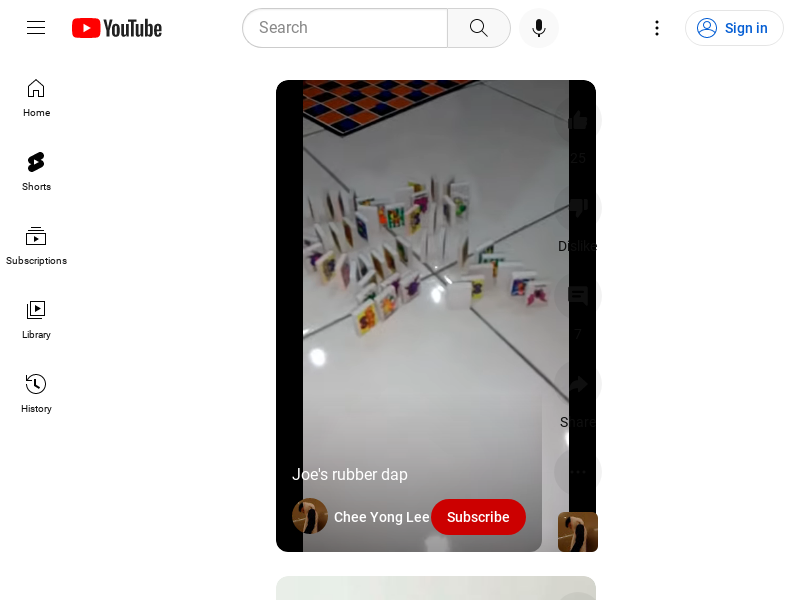 YouTube
Search
Sign in
Home
Shorts
Subscriptions
Library
History
25
Dislike
7
Share
Joe's rubber dap
Chee Yong Lee
Subscribe